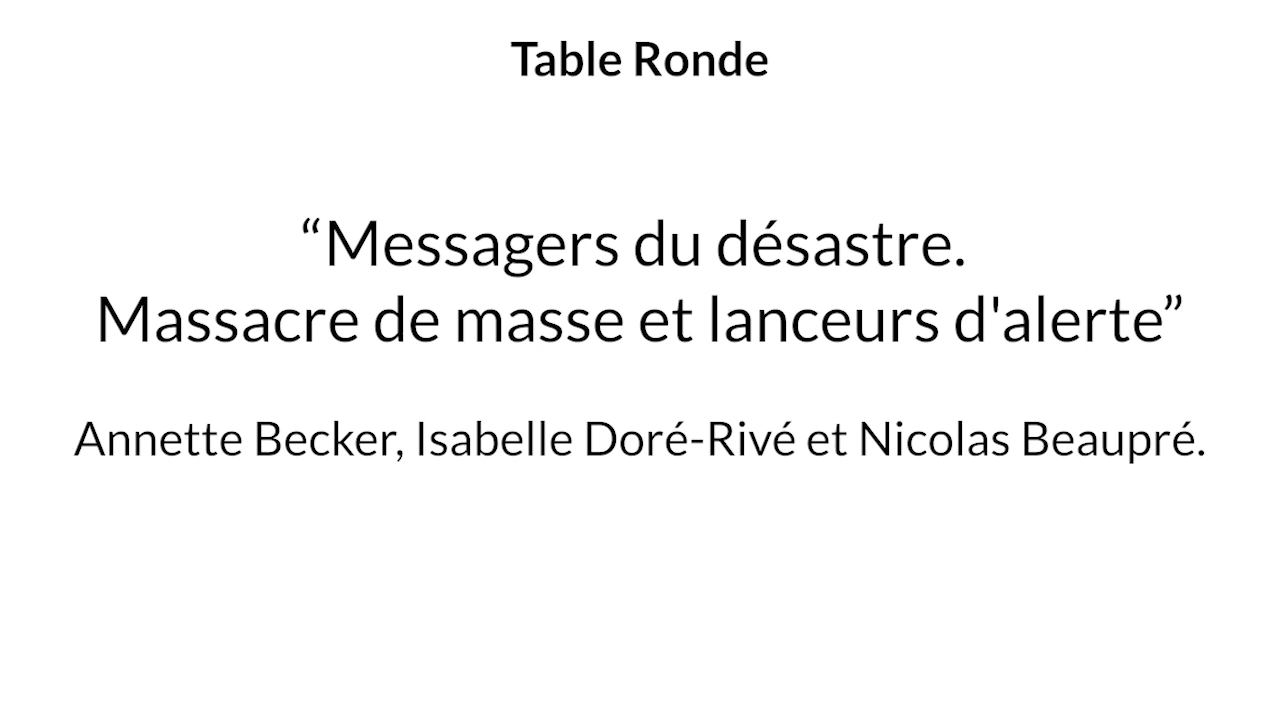 Table Ronde
“Messagers du désastre.
Massacre de masse et lanceurs d'alerte”
Annette Becker, Isabelle Doré-Rivé et Nicolas Beaupré.